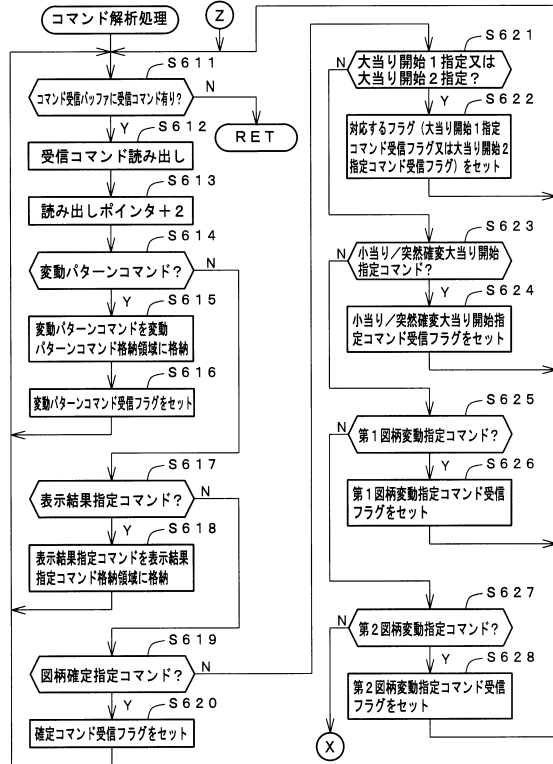 コマンド解析処理
Z
S611
コマンド受信バッファに受信コマンド有り?
N
RET
Y
S612
受信コマンド読み出し
S613
読み出しポインタ+2
S614
変動パターンコマンド?
N
Y
S615
変動パターンコマンドを変動
パターンコマンド格納領域に格納
S616
変動パターンコマンド受信フラグをセット
S617
表示結果指定コマンド?
N
Y
S618
表示結果指定コマンドを表示結果
指定コマンド格納領域に格納
S619
図柄確定指定コマンド?
N
Y
S620
確定コマンド受信フラグをセット
S621
N
大当り開始1指定又は
大当り開始2指定?
Y
S622
対応するフラグ(大当り開始1指定
コマンド受信フラグ又は大当り開始2
指定コマンド受信フラグ)をセット
S623
N
小当り/突然確変大当り開始
指定コマンド?
Y
S624
小当り/突然確変大当り開始指
定コマンド受信フラグをセット
S625
N
第1図柄変動指定コマンド?
Y
S626
第1図柄変動指定コマンド受信
フラグをセット
S627
N
第2図柄変動指定コマンド?
Y
S628
第2図柄変動指定コマンド受信
フラグをセット
X